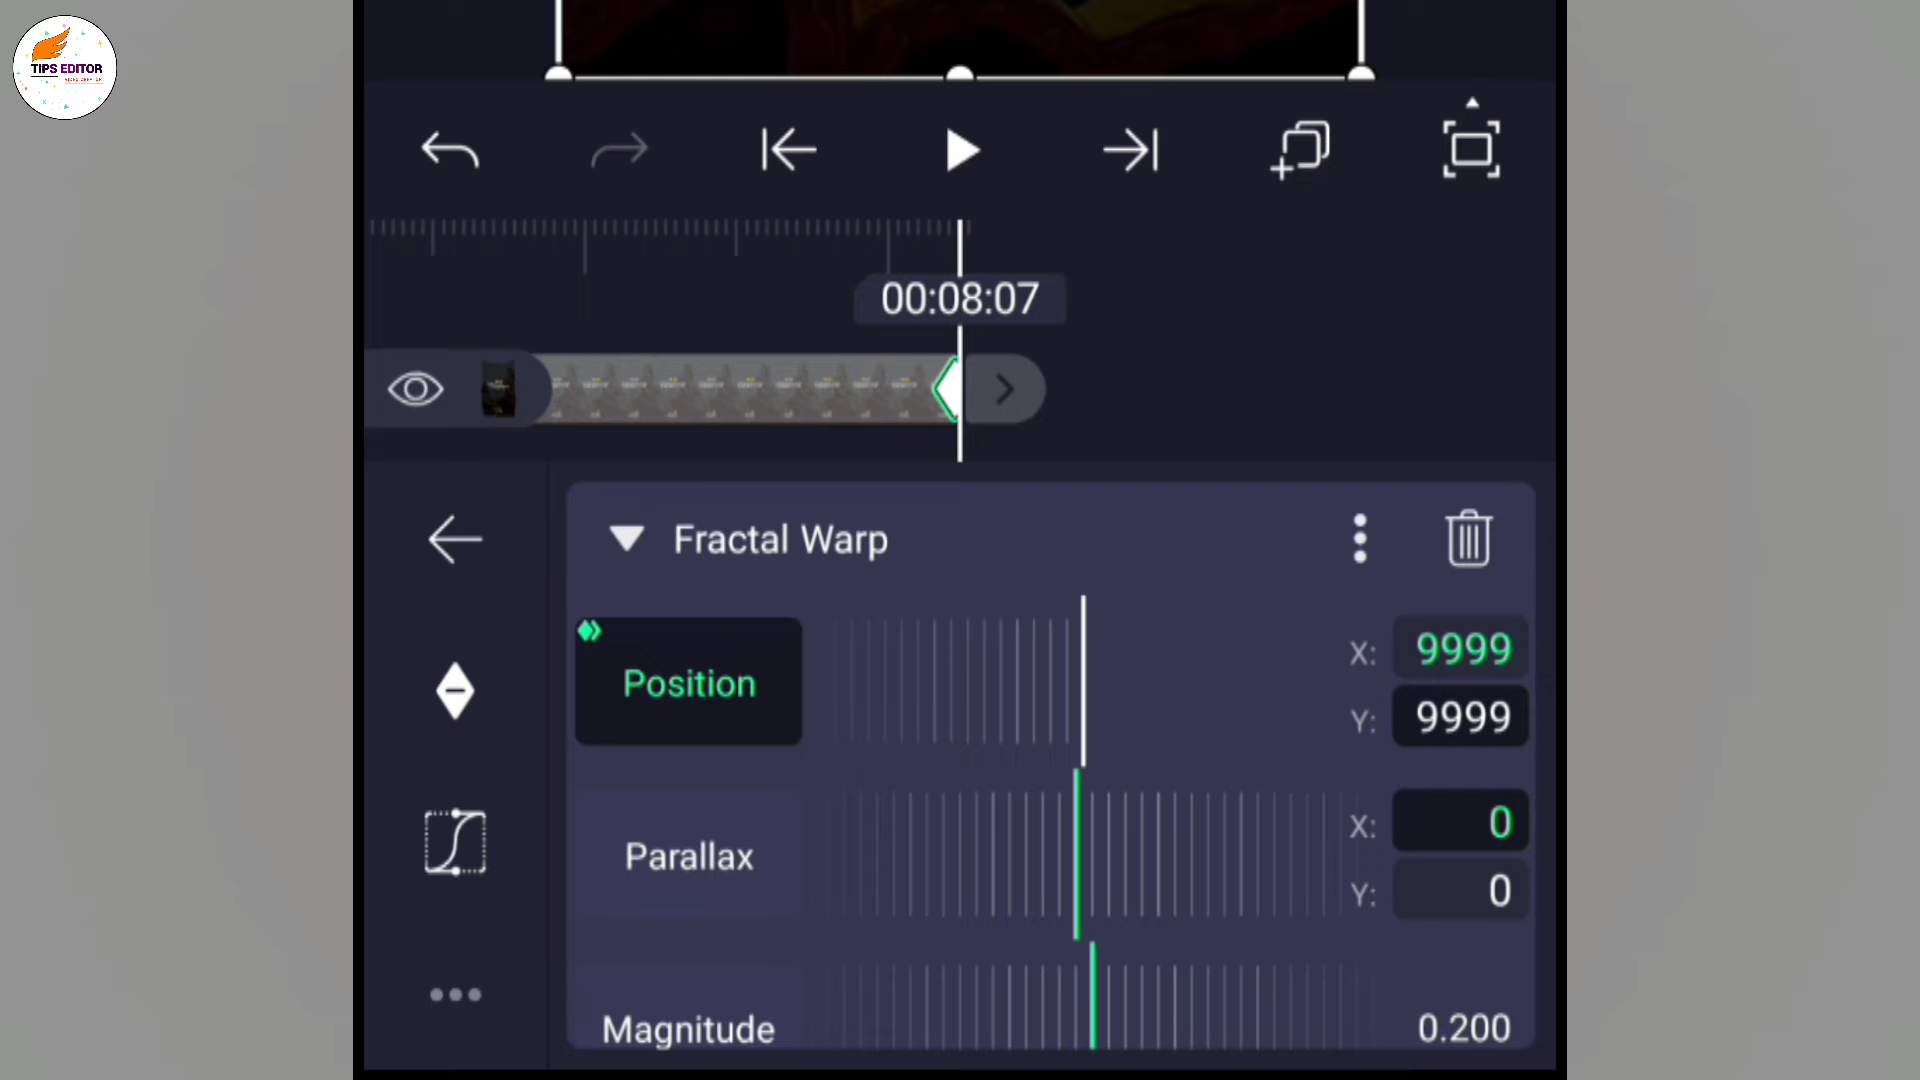 TIPS EDITOR
00:08:07
Fractal Warp
Position
X: 9999
Y: 9999
Parallax
X: 0
Y: 0
Magnitude
0.200